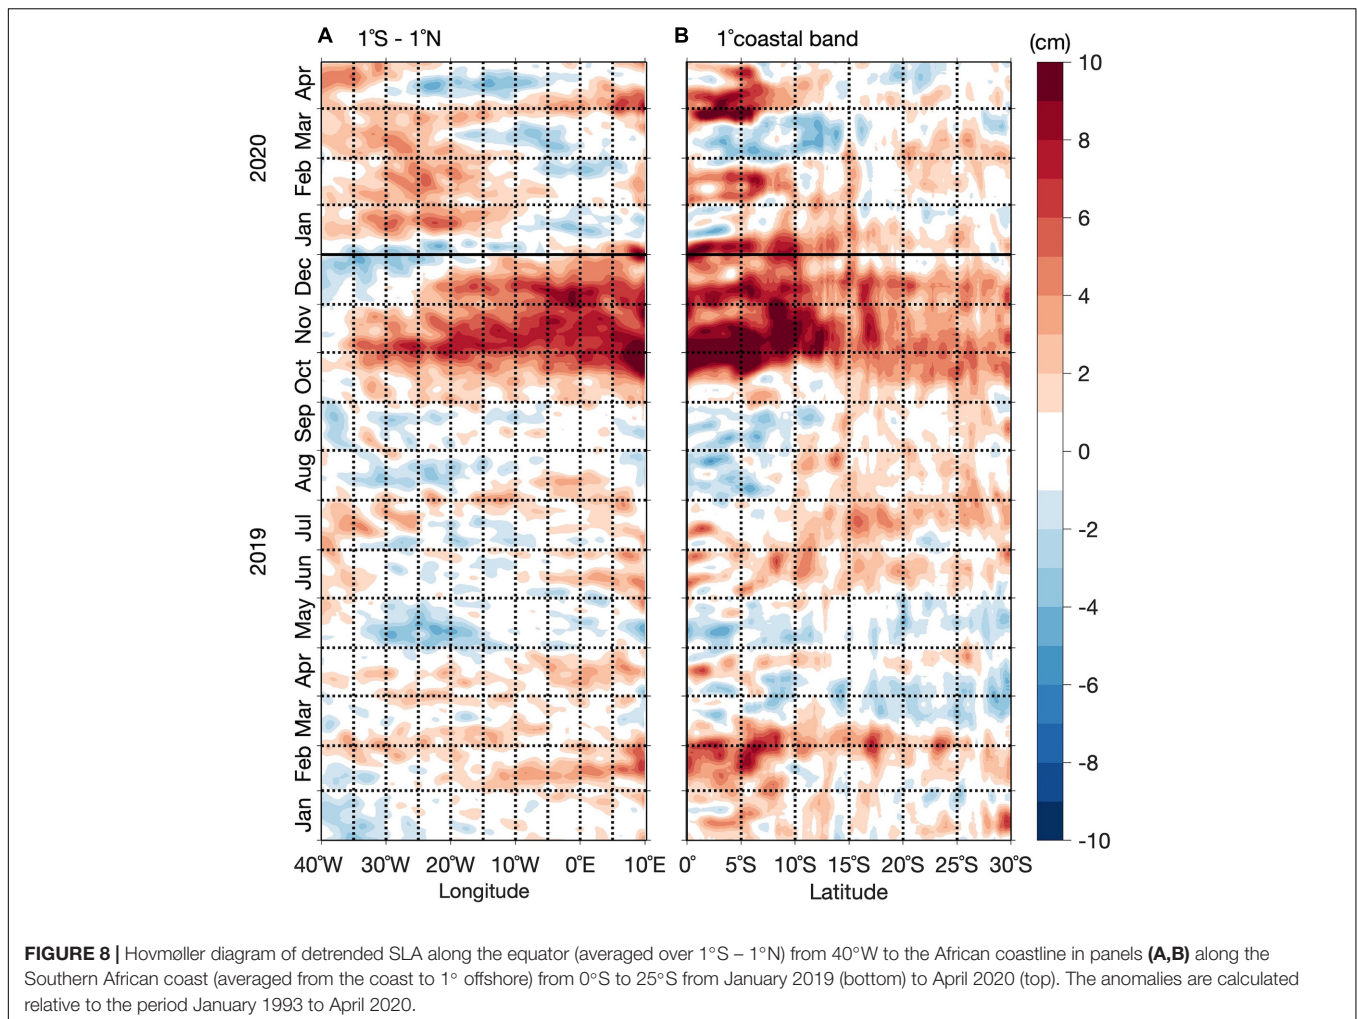 A 1°S - 1°N
B 1°coastal band
(cm)
2020
2019
Apr
Mar
Feb
Jan
Dec
Nov
Oct
Sep
Aug
Jul
Jun
May
Apr
Mar
Feb
Jan
10
8
6
4
2
0
-2
-4
-6
-8
-10
40°W 30°W 20°W 10°W 0°E 10°E
Longitude
0° 5°S 10°S 15°S 20°S 25°S 30°S
Latitude
FIGURE 8 | Hovmøller diagram of detrended SLA along the equator (averaged over 1°S – 1°N) from 40°W to the African coastline in panels (A,B) along the
Southern African coast (averaged from the coast to 1° offshore) from 0°S to 25°S from January 2019 (bottom) to April 2020 (top). The anomalies are calculated
relative to the period January 1993 to April 2020.